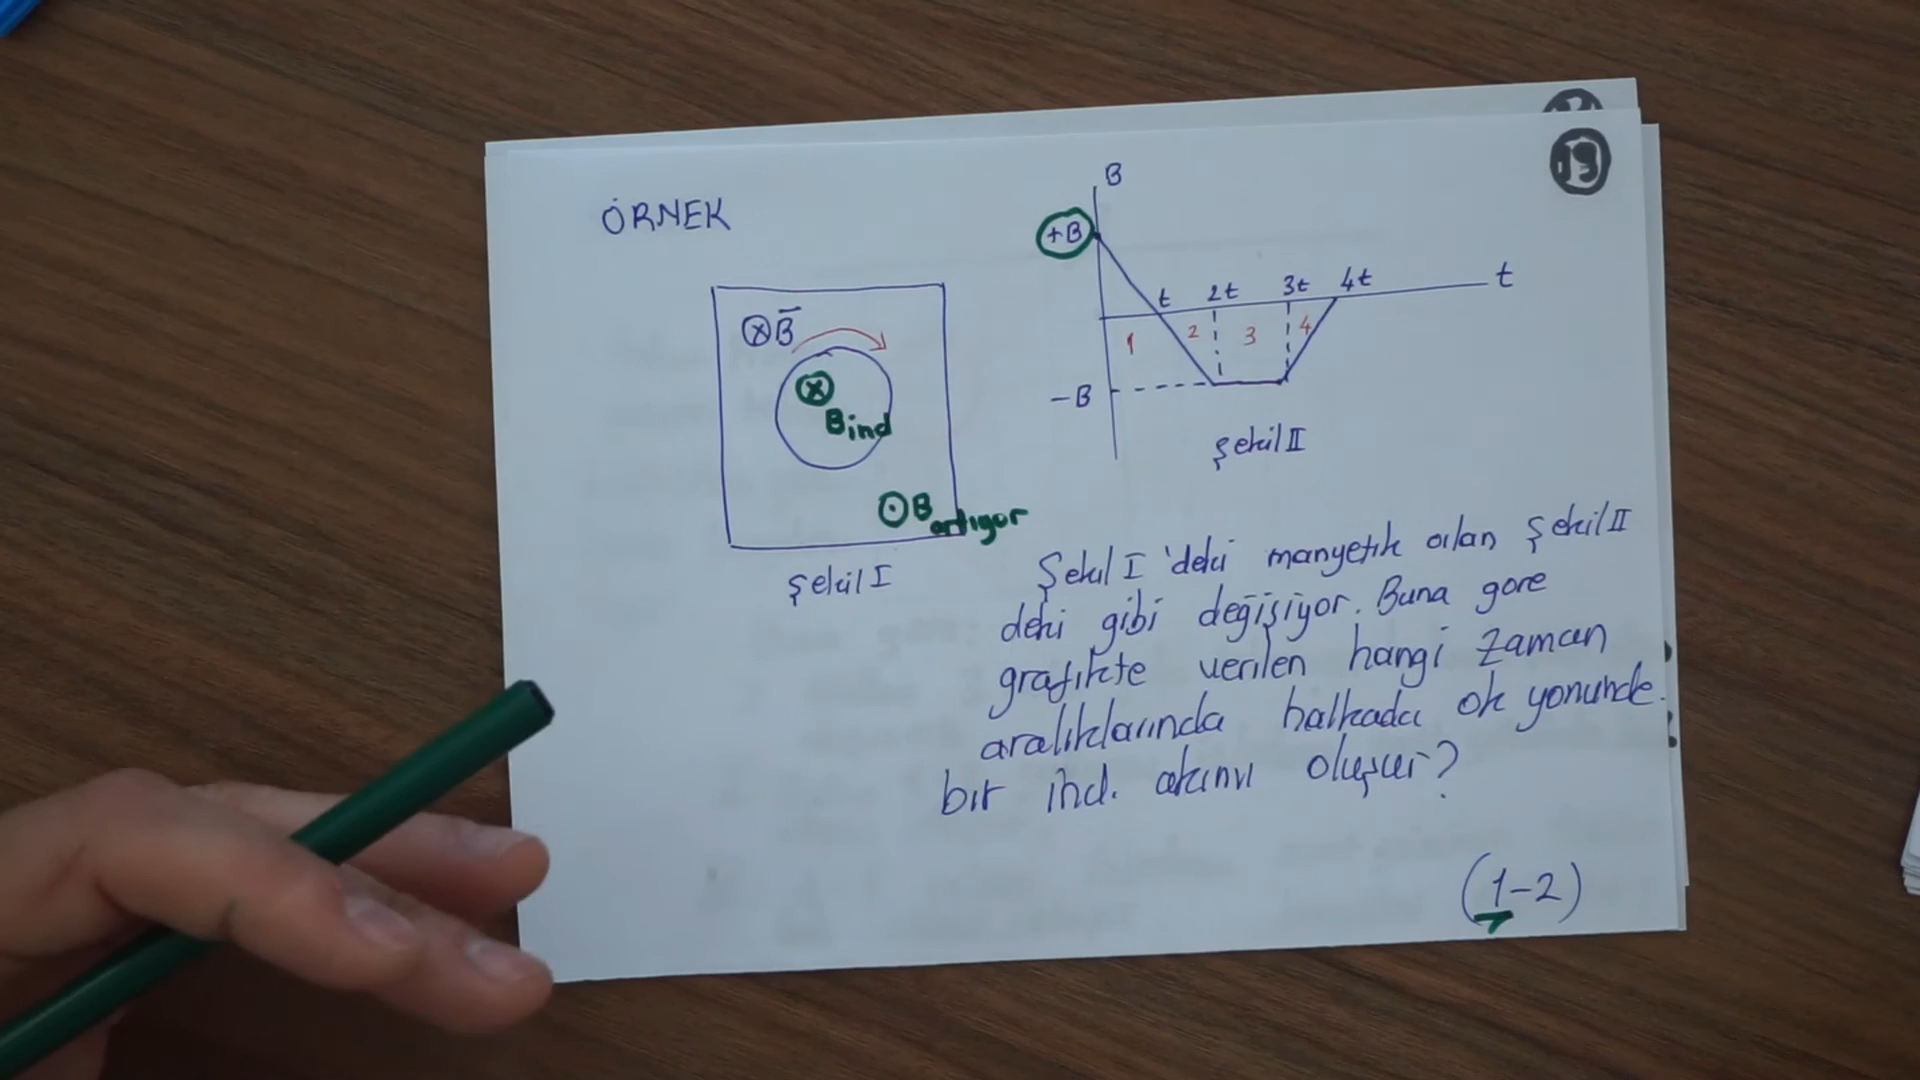 19
ÖRNEK
⊗B
⊗
Bind
⊙B artıyor
Şekil I
B
+B
t 2t 3t 4t t
1 2 3 4
-B
Şekil II
Şekil I 'deki manyetik alan Şekil II
deki gibi değişiyor. Buna göre
grafikte verilen hangi zaman
aralıklarında halkada ok yönünde
bir ind. akımı oluşur?
(1-2)